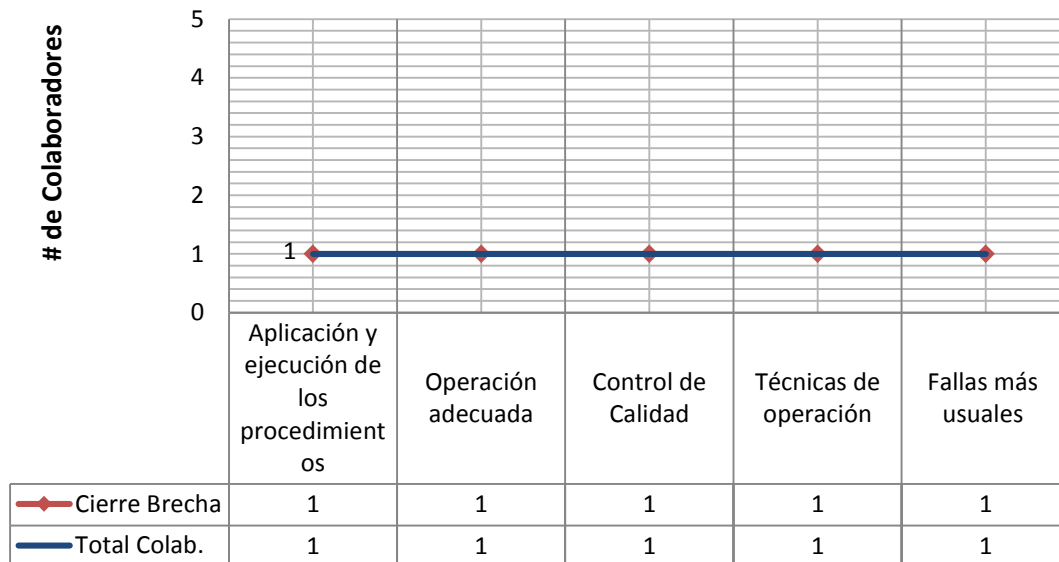 # de Colaboradores
5
4
3
2
1
0
1
Aplicación y
ejecución de
los
procedimient
os
Operación
adecuada
Control de
Calidad
Técnicas de
operación
Fallas más
usuales
Cierre Brecha 1 1 1 1 1
Total Colab. 1 1 1 1 1